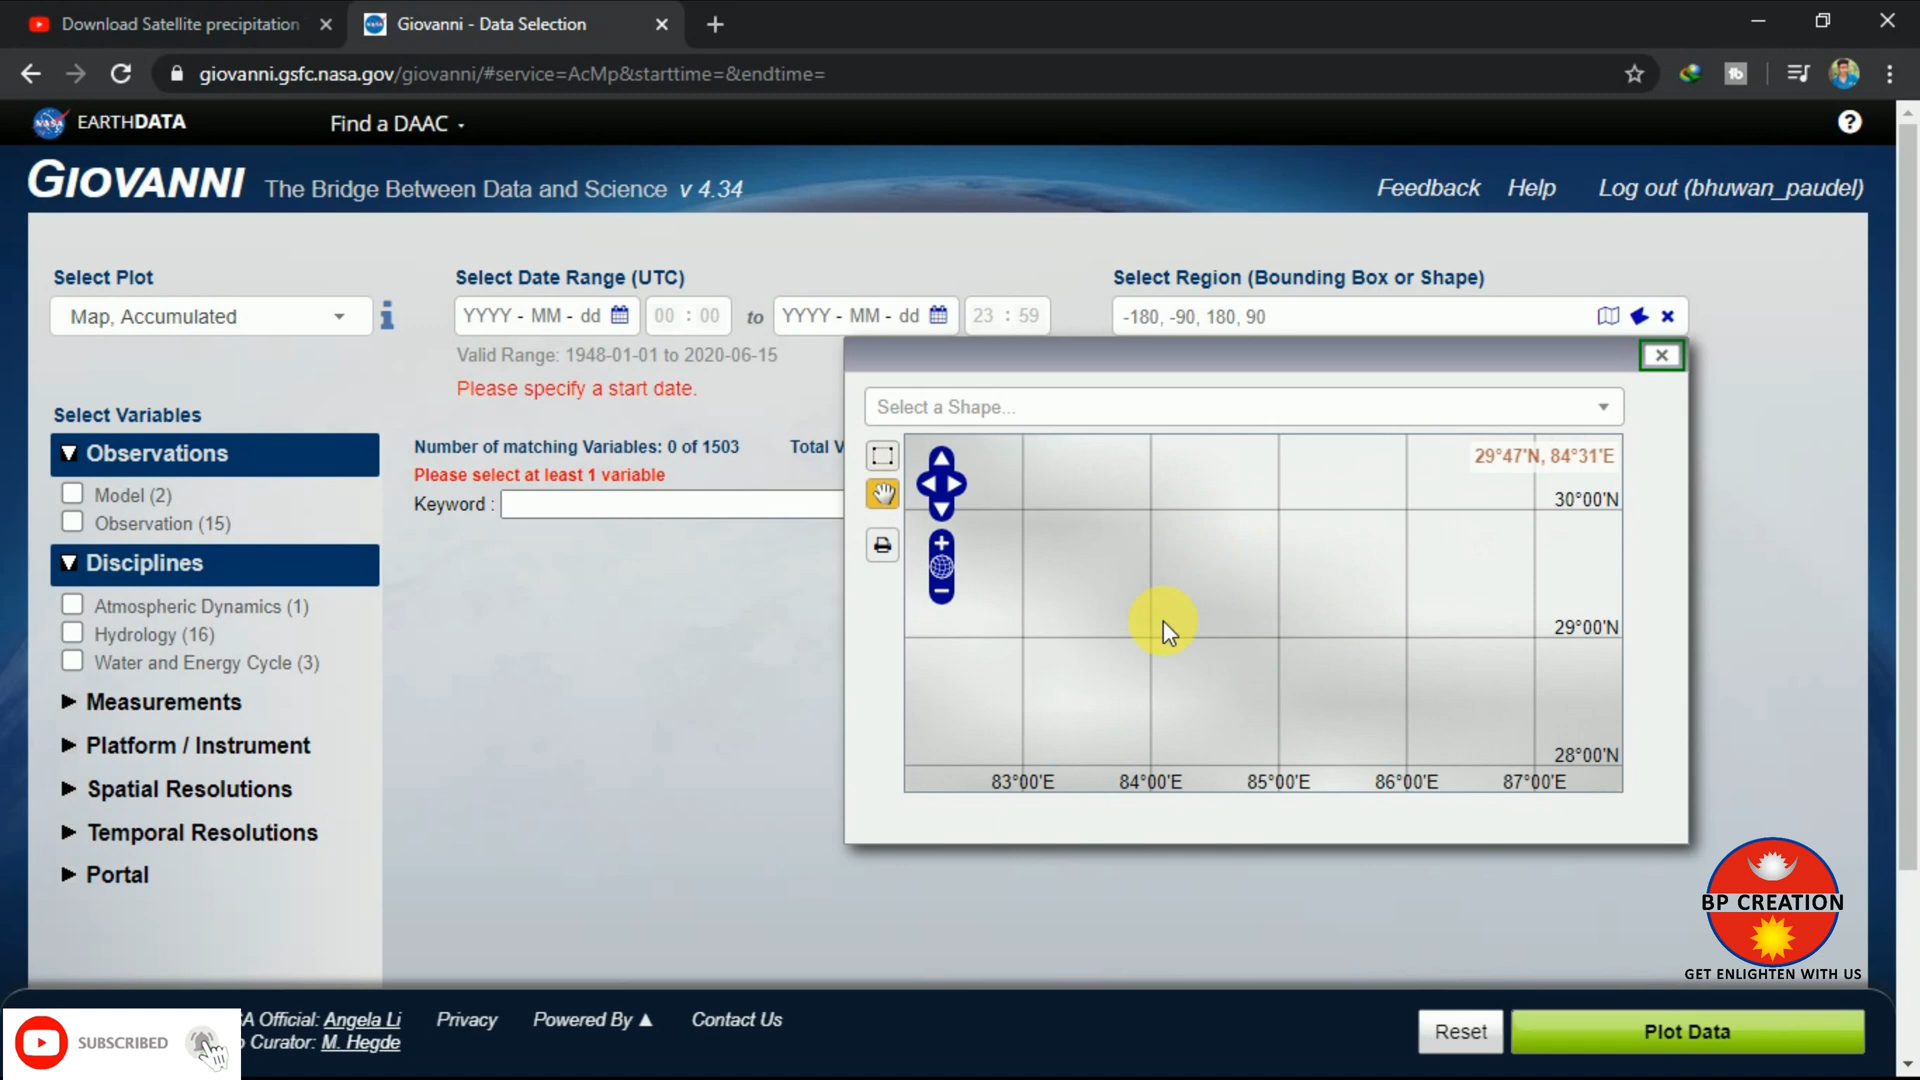 Download Satellite precipitation
Giovanni - Data Selection
giovanni.gsfc.nasa.gov/giovanni/#service=AcMp&starttime=&endtime=
EARTHDATA
Find a DAAC
GIOVANNI The Bridge Between Data and Science v 4.34
Feedback Help Log out (bhuwan_paudel)
Select Plot
Map, Accumulated
Select Date Range (UTC)
YYYY - MM - dd 00 : 00 to YYYY - MM - dd 23 : 59
Valid Range: 1948-01-01 to 2020-06-15
Please specify a start date.
Select Region (Bounding Box or Shape)
-180, -90, 180, 90
Select a Shape...
29°47'N, 84°31'E
30°00'N
29°00'N
28°00'N
83°00'E 84°00'E 85°00'E 86°00'E 87°00'E
Select Variables
Observations
Model (2)
Observation (15)
Disciplines
Atmospheric Dynamics (1)
Hydrology (16)
Water and Energy Cycle (3)
Measurements
Platform / Instrument
Spatial Resolutions
Temporal Resolutions
Portal
Number of matching Variables: 0 of 1503 Total V
Please select at least 1 variable
Keyword :
BP CREATION
GET ENLIGHTEN WITH US
A Official: Angela Li
Curator: M. Hegde
Privacy Powered By Contact Us
Reset Plot Data
SUBSCRIBED